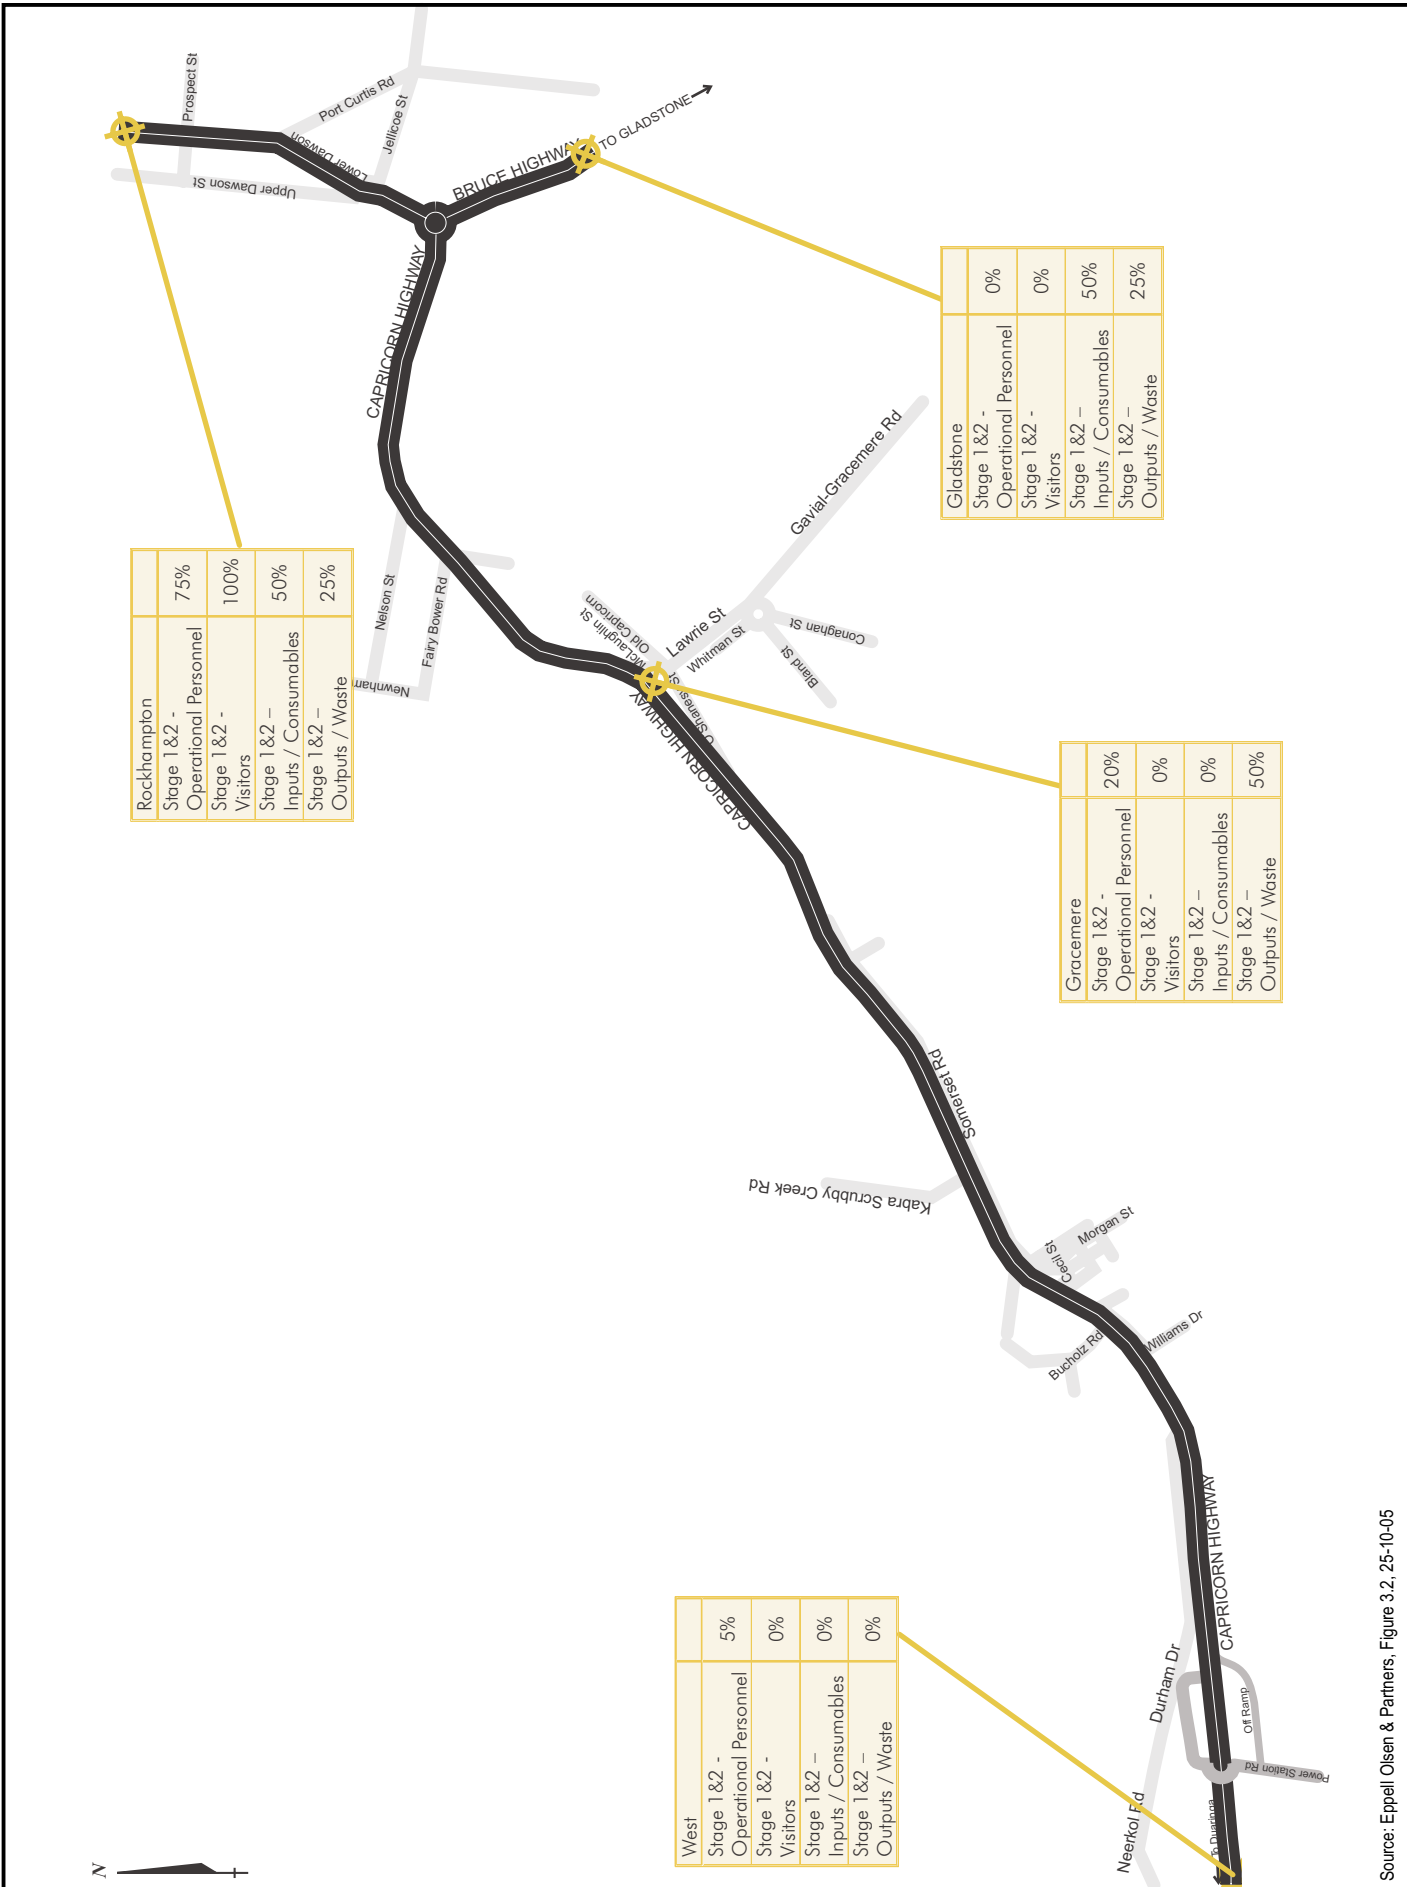 Prospect St
Port Curtis Rd
Lower Dawson
Jellicoe St
Upper Dawson St
BRUCE HIGHWAY
TO GLADSTONE
CAPRICORN HIGHWAY
Rockhampton
Stage 1&2 -
Operational Personnel
75%
Stage 1&2 -
Visitors
100%
Stage 1&2 –
Inputs / Consumables
50%
Stage 1&2 –
Outputs / Waste
25%
Gladstone
Stage 1&2 -
Operational Personnel
0%
Stage 1&2 -
Visitors
0%
Stage 1&2 –
Inputs / Consumables
50%
Stage 1&2 –
Outputs / Waste
25%
Nelson St
Fairy Bower Rd
Newnham
Old Capricorn
McLaughlin St
Lawrie St
Whitman St
Gavial-Gracemere Rd
Conaghan St
Bland St
O'Shanesy St
CAPRICORN HIGHWAY
Gracemere
Stage 1&2 -
Operational Personnel
20%
Stage 1&2 -
Visitors
0%
Stage 1&2 –
Inputs / Consumables
0%
Stage 1&2 –
Outputs / Waste
50%
Somerset Rd
Kabra Scrubby Creek Rd
Cecil St
Morgan St
Bucholz Rd
Williams Dr
West
Stage 1&2 -
Operational Personnel
5%
Stage 1&2 -
Visitors
0%
Stage 1&2 –
Inputs / Consumables
0%
Stage 1&2 –
Outputs / Waste
0%
CAPRICORN HIGHWAY
Durham Dr
Off Ramp
Power Station Rd
Neerkol Rd
To Duaringa
N
Source: Eppell Olsen & Partners, Figure 3.2, 25-10-05